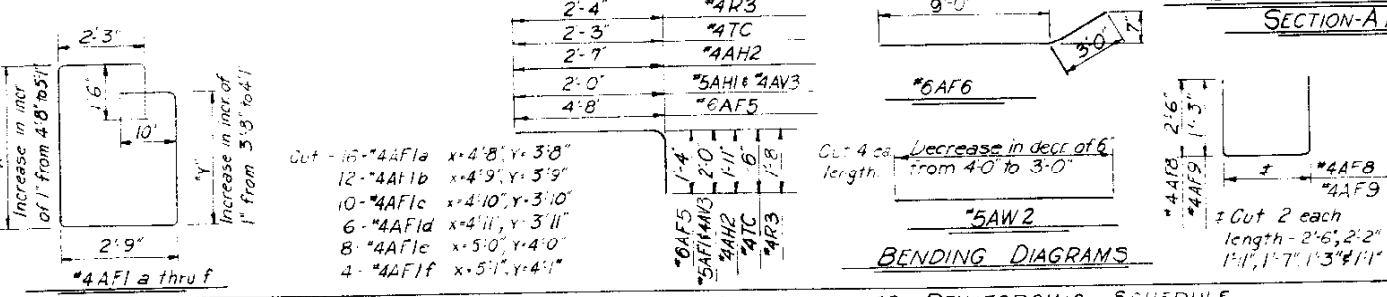 2'-3"
Increase in incr
of 1" from 4'8" to 5'1"
1'6"
10"
"Y"
Increase in incr of
1" from 3'8" to 4'1"
2'9"
#4AF1 a thru f
Cut - 16 - #4AF1a x=4'8", Y=3'8"
12 - #4AF1b x=4'9", Y=3'9"
10 - #4AF1c x=4'10", Y=3'10"
6 - #4AF1d x=4'11", Y=3'11"
8 - #4AF1e x=5'0", Y=4'0"
4 - #4AF1f x=5'1", Y=4'1"
2'-4" #4R3
2'-3" #4TC
2'-7" #4AH2
2'-0" #5AH1 & #4AV3
4'-8" #6AF5
1'-4"
2'-0"
1'-11"
6"
1'-8"
#6AF5
#5AF1&#4AV3
#4AH2
#4TC
#4R3
9'-0"
3'-0"
7"
#6AF6
Cut 4 ea
length.
Decrease in decr. of 6"
from 4'-0" to 3'-0"
#5AW2
BENDING DIAGRAMS
SECTION-A
2'-6"
1'-3"
#4AF8
#4AF9
‡
#4AF8
#4AF9
‡ Cut 2 each
length - 2'-6", 2'-2"
1'-11", 1'-7", 1'-3" & 1'-1"
SCHEDULE